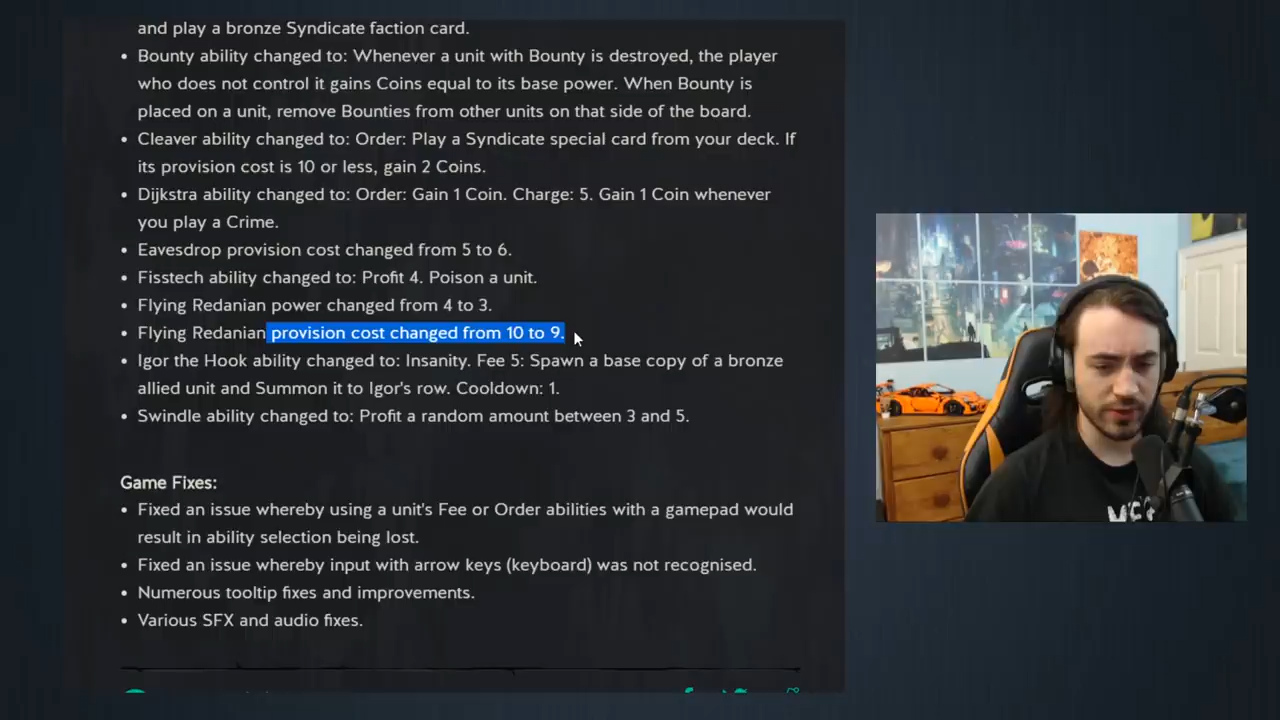 and play a bronze Syndicate faction card.
• Bounty ability changed to: Whenever a unit with Bounty is destroyed, the player
who does not control it gains Coins equal to its base power. When Bounty is
placed on a unit, remove Bounties from other units on that side of the board.
• Cleaver ability changed to: Order: Play a Syndicate special card from your deck. If
its provision cost is 10 or less, gain 2 Coins.
• Dijkstra ability changed to: Order: Gain 1 Coin. Charge: 5. Gain 1 Coin whenever
you play a Crime.
• Eavesdrop provision cost changed from 5 to 6.
• Fisstech ability changed to: Profit 4. Poison a unit.
• Flying Redanian power changed from 4 to 3.
• Flying Redanian provision cost changed from 10 to 9.
• Igor the Hook ability changed to: Insanity. Fee 5: Spawn a base copy of a bronze
allied unit and Summon it to Igor's row. Cooldown: 1.
• Swindle ability changed to: Profit a random amount between 3 and 5.
Game Fixes:
• Fixed an issue whereby using a unit's Fee or Order abilities with a gamepad would
result in ability selection being lost.
• Fixed an issue whereby input with arrow keys (keyboard) was not recognised.
• Numerous tooltip fixes and improvements.
• Various SFX and audio fixes.